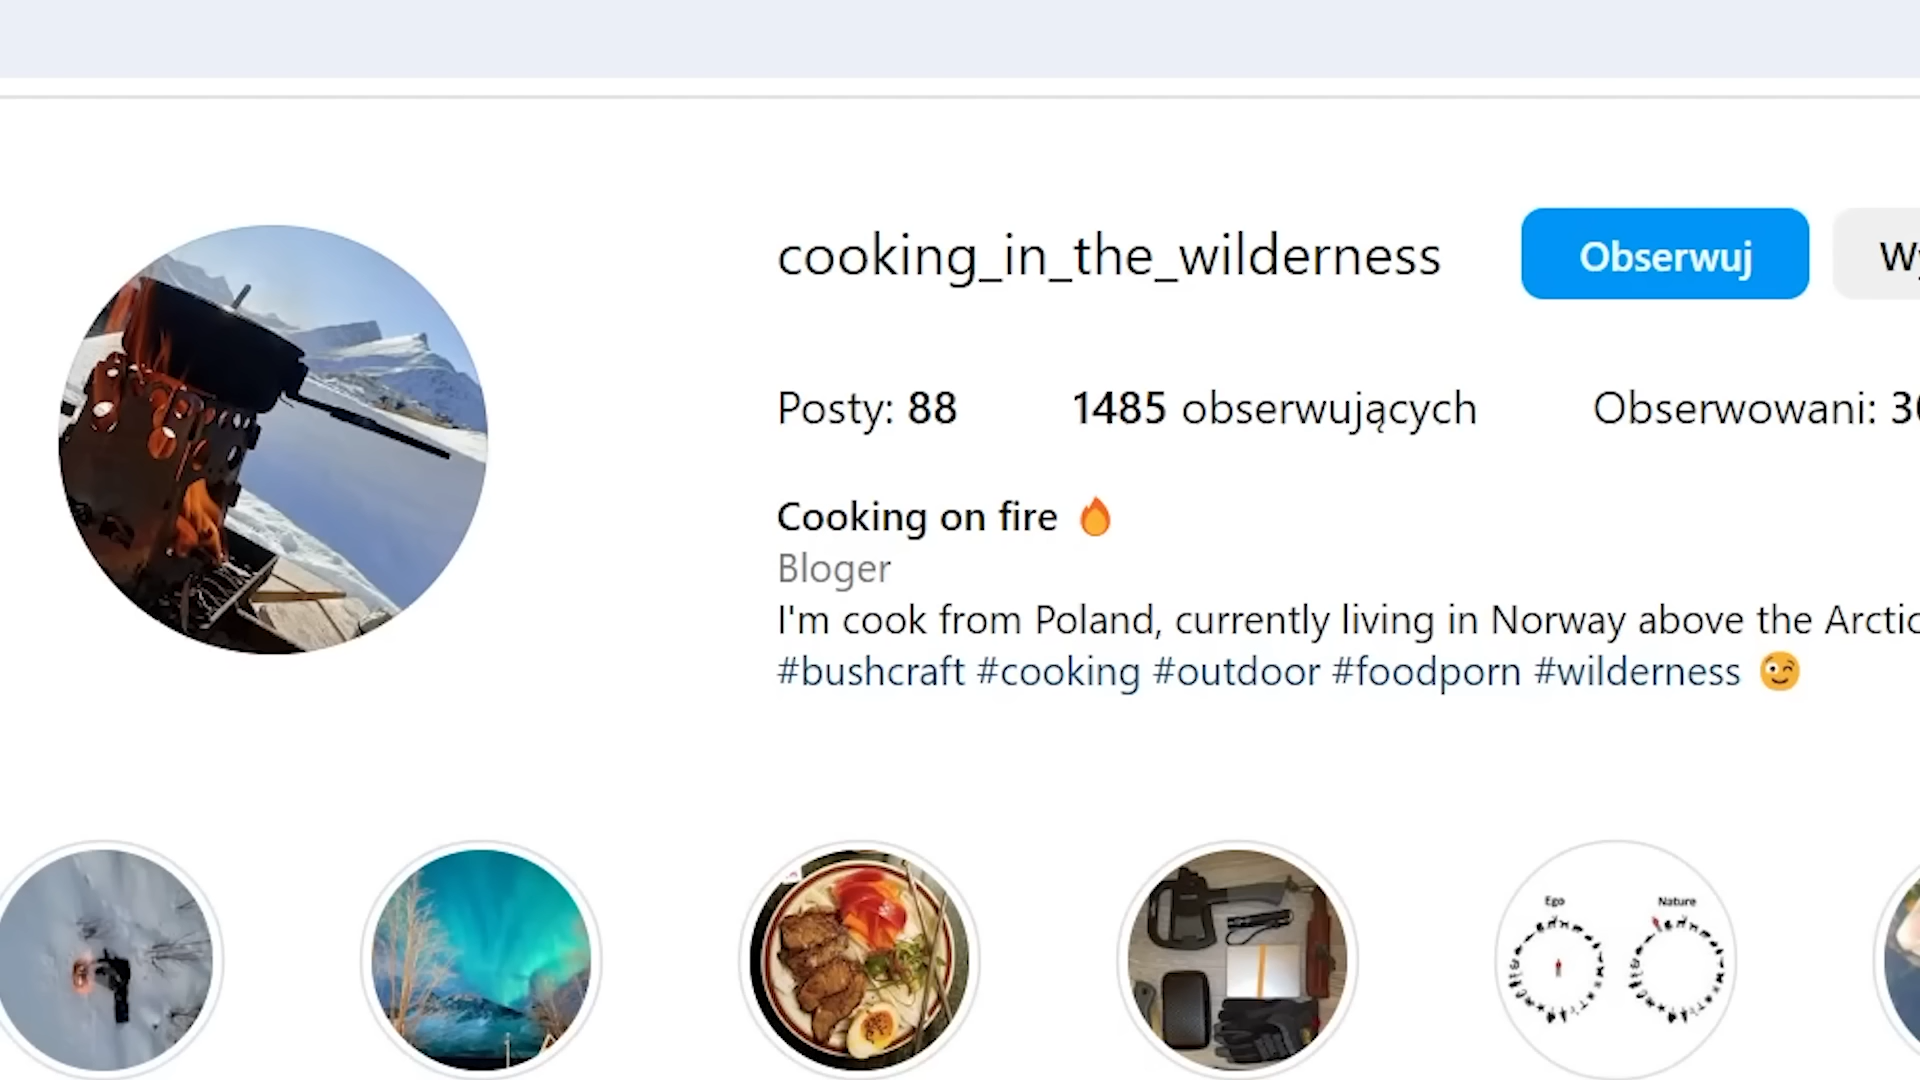 cooking_in_the_wilderness
Obserwuj
Posty: 88
1485 obserwujących
Obserwowani:
Cooking on fire 🔥
Bloger
I'm cook from Poland, currently living in Norway above the Arctic
#bushcraft #cooking #outdoor #foodporn #wilderness 😉
Ego
Nature